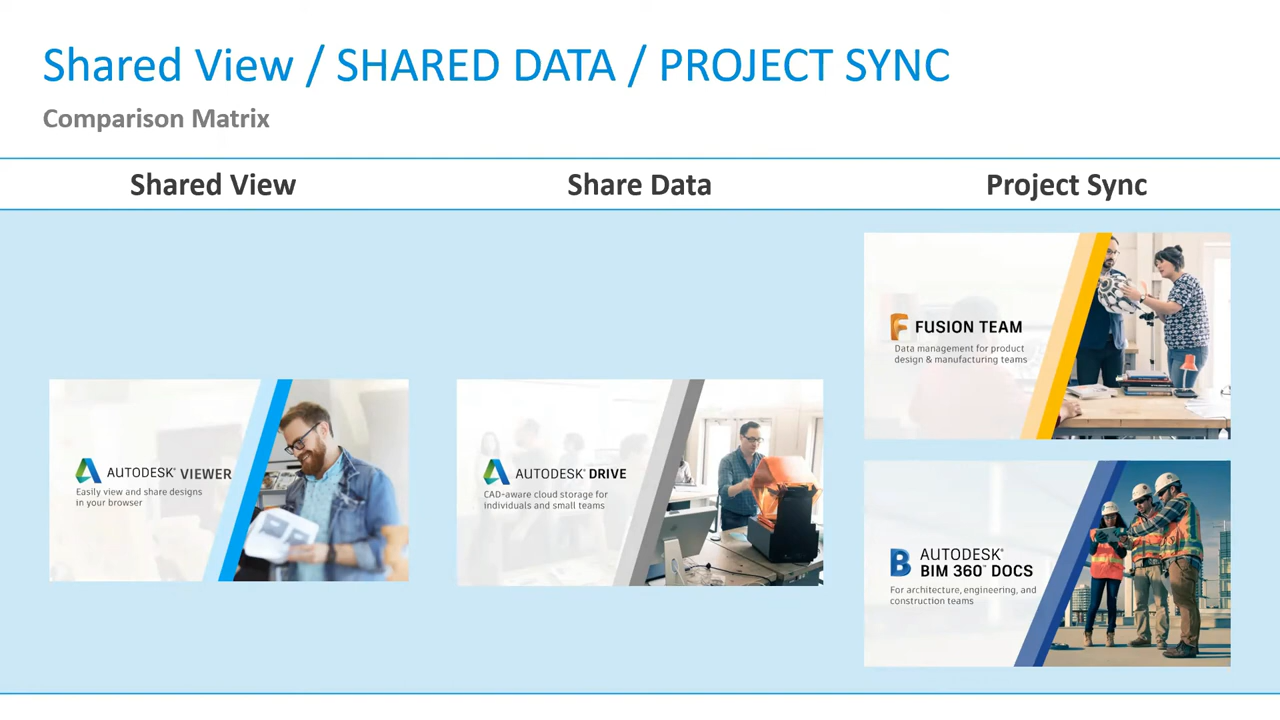 Shared View / SHARED DATA / PROJECT SYNC
Comparison Matrix
Shared View
Share Data
Project Sync
AUTODESK® VIEWER
Easily view and share designs
in your browser
AUTODESK® DRIVE
CAD-aware cloud storage for
individuals and small teams
FUSION TEAM
Data management for product
design & manufacturing teams
AUTODESK®
BIM 360™ DOCS
For architecture, engineering, and
construction teams